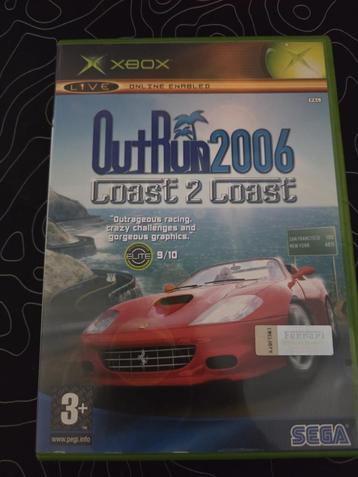 XBOX
LIVE ONLINE ENABLED
PAL
OutRun2006
Coast 2 Coast
"Outrageous racing,
crazy challenges and
gorgeous graphics."
ELITE 9/10
SAN FRANCISCO
NEW YORK
Ferrari
3+
www.pegi.info
SEGA